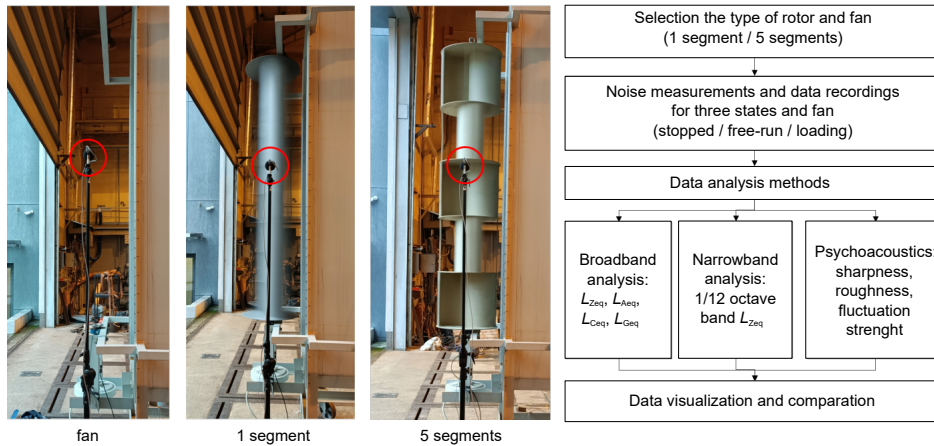 Selection the type of rotor and fan
(1 segment / 5 segments)
Noise measurements and data recordings
for three states and fan
(stopped / free-run / loading)
Data analysis methods
Broadband
analysis:
LZeq, LAeq,
LCeq, LGeq
Narrowband
analysis:
1/12 octave
band LZeq
Psychoacoustics:
sharpness,
roughness,
fluctuation
strenght
Data visualization and comparation
fan
1 segment
5 segments